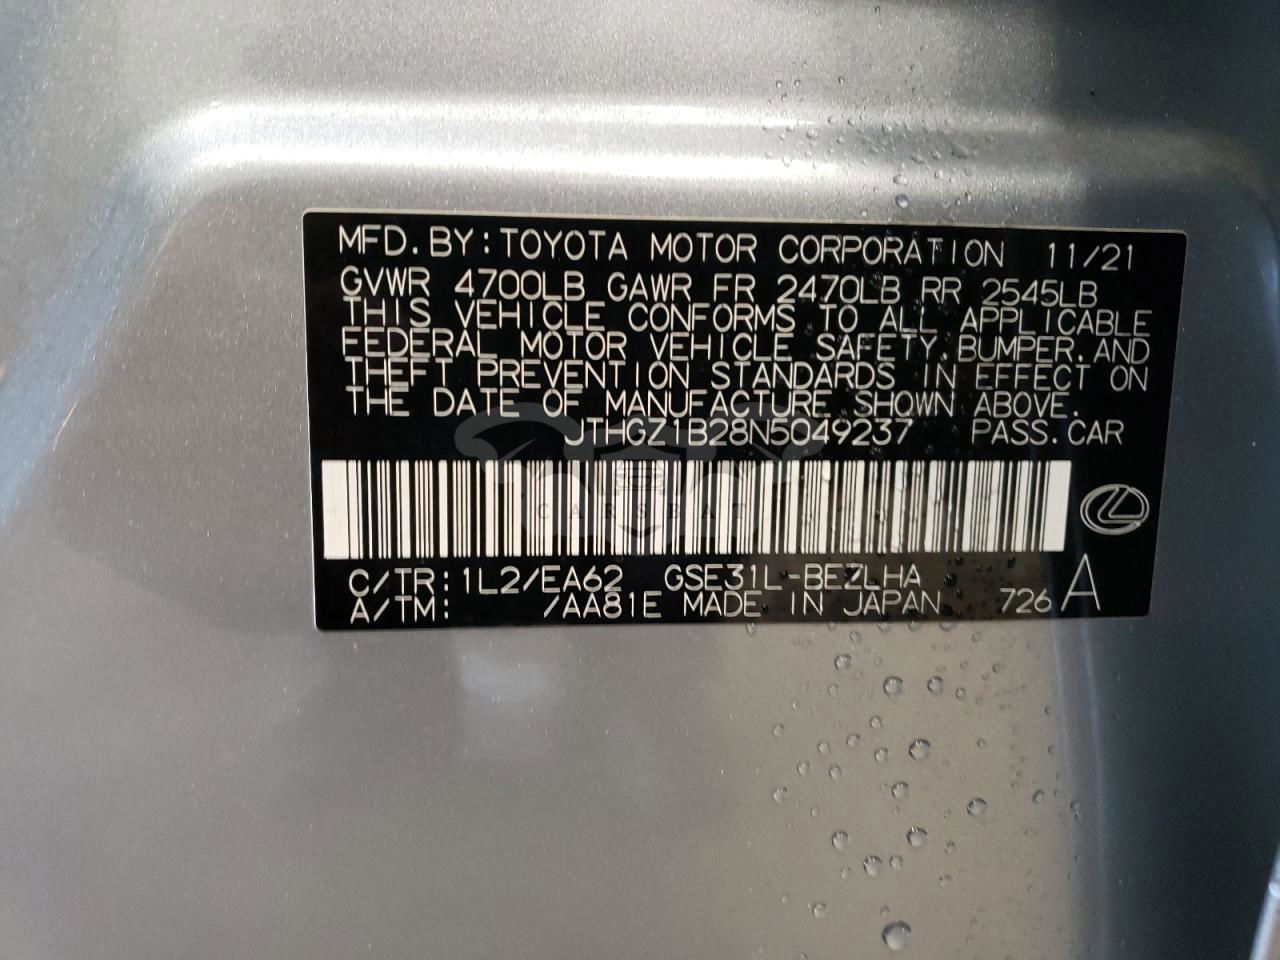 MFD.BY:TOYOTA MOTOR CORPORATION 11/21
GVWR 4700LB GAWR FR 2470LB RR 2545LB
THIS VEHICLE CONFORMS TO ALL APPLICABLE
FEDERAL MOTOR VEHICLE SAFETY,BUMPER,AND
THEFT PREVENTION STANDARDS IN EFFECT ON
THE DATE OF MANUFACTURE SHOWN ABOVE.
JTHGZ1B28N5049237 PASS.CAR
CARSBAT
C/TR:1L2/EA62 GSE31L-BEZLHA
A/TM: /AA81E MADE IN JAPAN 726 A